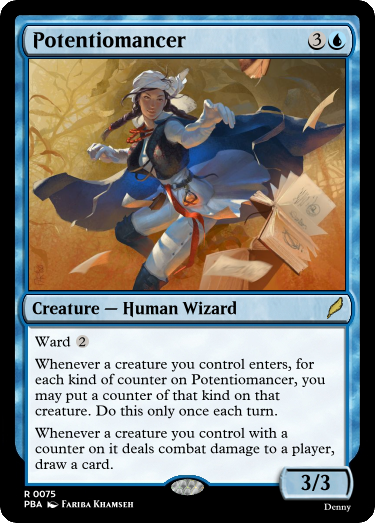 Potentiomancer 3
Creature — Human Wizard
Ward 2
Whenever a creature you control enters, for
each kind of counter on Potentiomancer, you
may put a counter of that kind on that
creature. Do this only once each turn.
Whenever a creature you control with a
counter on it deals combat damage to a player,
draw a card.
3/3
R 0075
PBA Fariba Khamseh
Denny